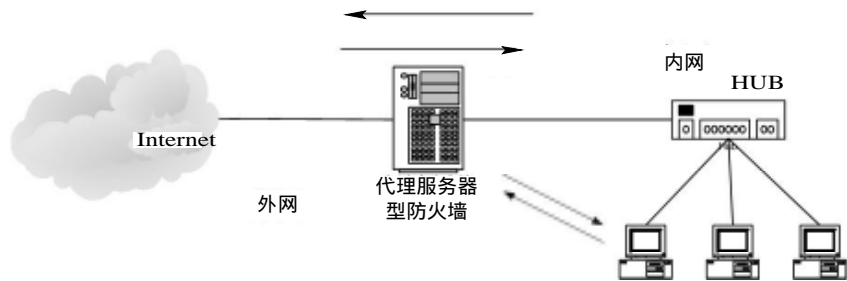 内网
HUB
Internet
代理服务器
型防火墙
外网